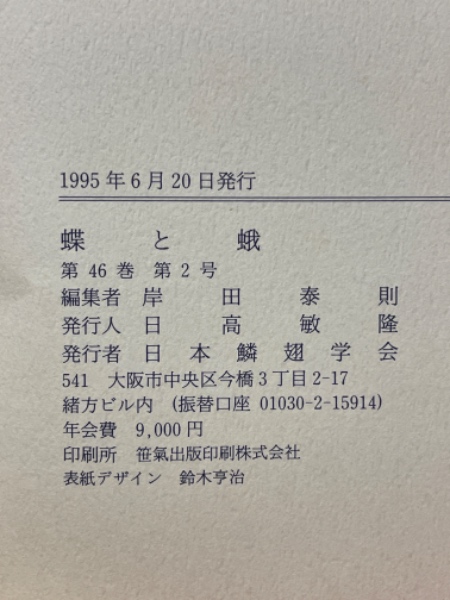 1995年6月20日発行
蝶と蛾
第 46 巻 第 2 号
編集者 岸田泰則
発行人 日高敏隆
発行者 日本鱗翅学会
541 大阪市中央区今橋3丁目2-17
緒方ビル内 (振替口座 01030-2-15914)
年会費 9,000円
印刷所 笹氣出版印刷株式会社
表紙デザイン 鈴木亨治